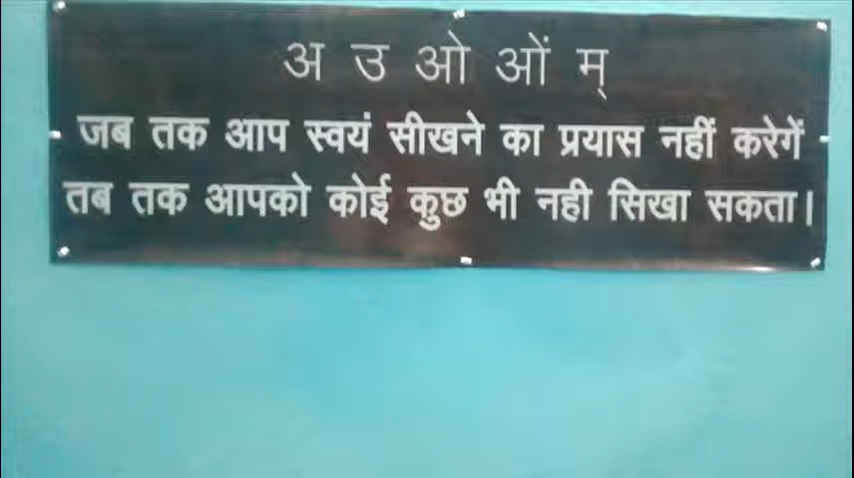 अ उ ओ ओं म्
जब तक आप स्वयं सीखने का प्रयास नहीं करेगें
तब तक आपको कोई कुछ भी नही सिखा सकता।